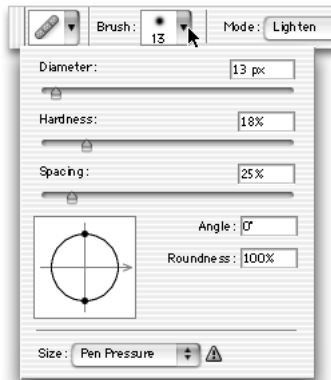 Brush: 13 Mode: Lighten
Diameter: 13 px
Hardness: 18%
Spacing: 25%
Angle: 0°
Roundness: 100%
Size: Pen Pressure